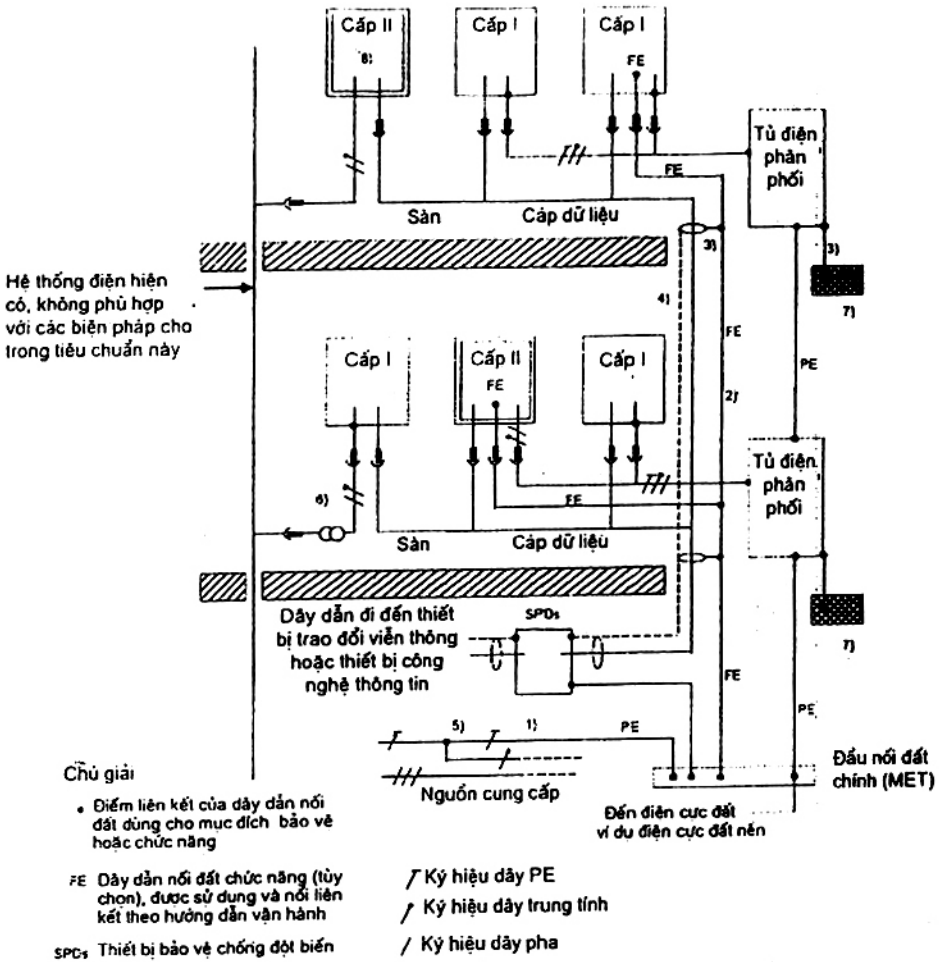 Cấp II
8)
Cấp I
Cấp I
FE
Tủ điện
phân
phối
FE
Sàn
Cáp dữ liệu
3)
3)
Hệ thống điện hiện
có, không phù hợp
với các biện pháp cho
trong tiêu chuẩn này
4)
7)
FE
PE
Cấp I
Cấp II
FE
Cấp I
2)
Tủ điện
phân
phối
6)
FE
Sàn
Cáp dữ liệu
Dây dẫn đi đến thiết
bị trao đổi viễn thông
hoặc thiết bị công
nghệ thông tin
SPDs
7)
FE
PE
5)
1)
PE
Nguồn cung cấp
Đầu nối đất
chính (MET)
Đến điện cực đất
ví dụ điện cực đất nền
Chú giải
• Điểm liên kết của dây dẫn nối
đất dùng cho mục đích bảo vệ
hoặc chức năng
FE Dây dẫn nối đất chức năng (tùy
chọn), được sử dụng và nối liên
kết theo hướng dẫn vận hành
SPDs Thiết bị bảo vệ chống đột biến
Ký hiệu dây PE
Ký hiệu dây trung tính
Ký hiệu dây pha